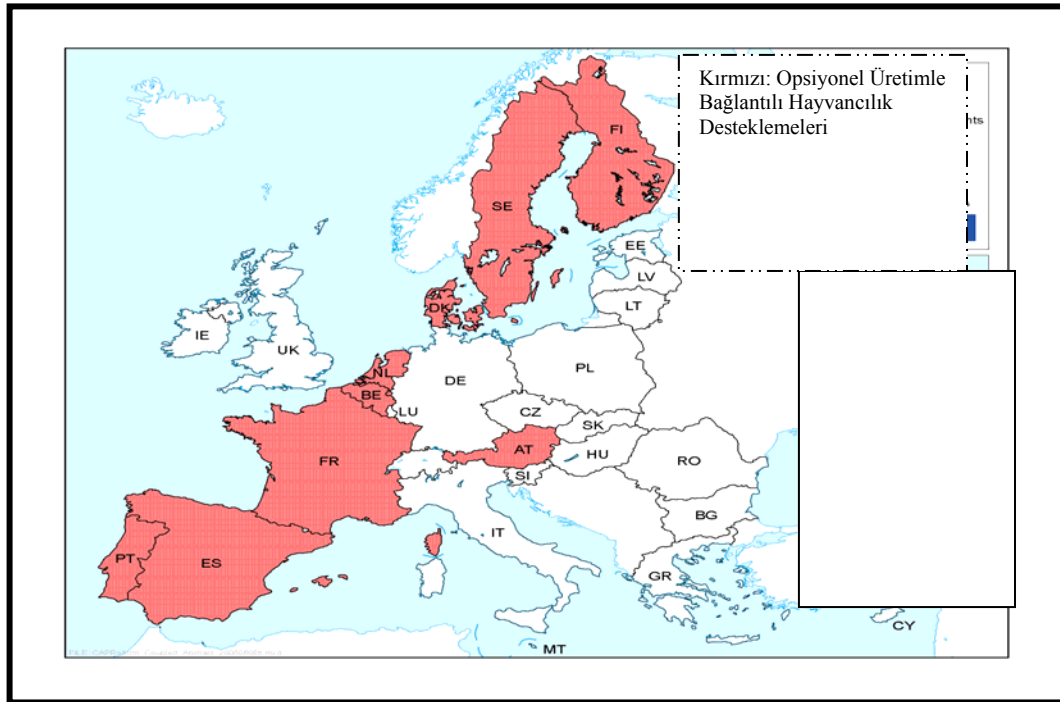 Kırmızı: Opsiyonel Üretimle
Bağlantılı Hayvancılık
Desteklemeleri
nts
FI
SE
EE
LV
LT
DK
IE
UK
NL
BE
DE
PL
LU
CZ
SK
FR
AT
HU
RO
SI
BG
IT
PT
ES
GR
CY
MT